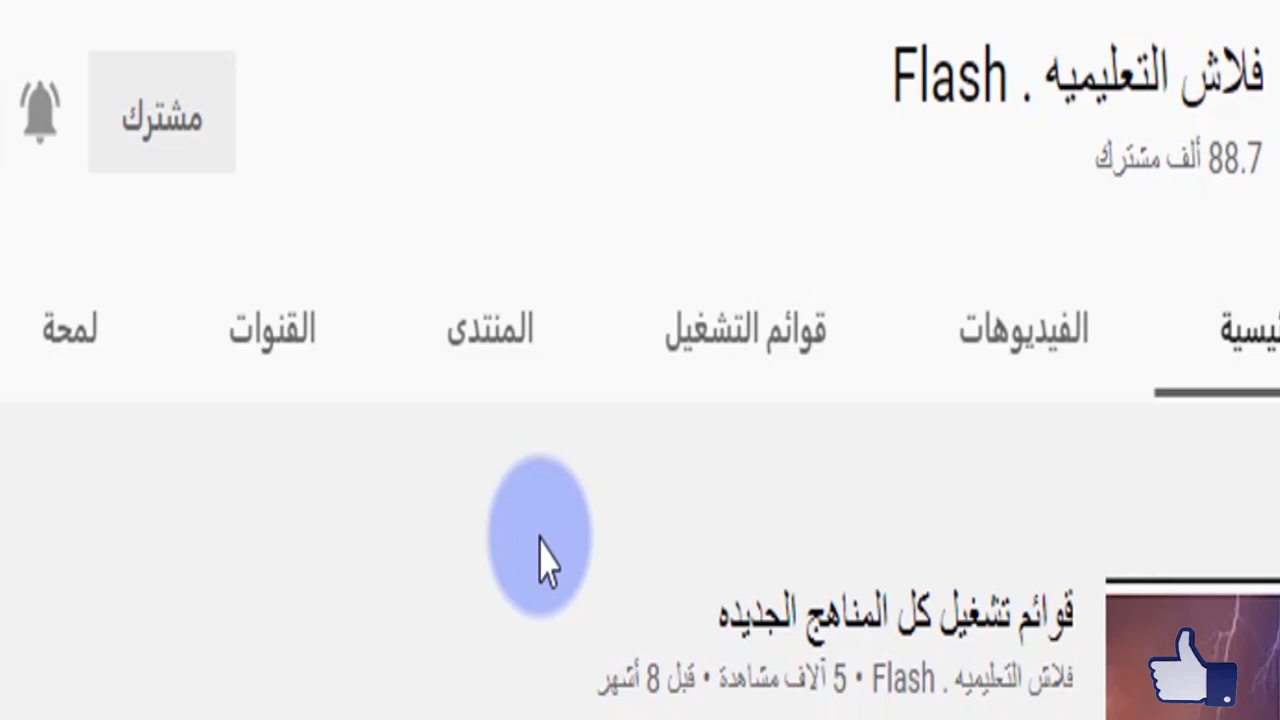 فلاش التعليميه . Flash
88.7 ألف مشترك
مشترك
الفيديوهات
قوائم التشغيل
المنتدى
القنوات
لمحة
قوائم تشغيل كل المناهج الجديده
فلاش التعليميه . Flash • 5 آلاف مشاهدة • قبل 8 أشهر